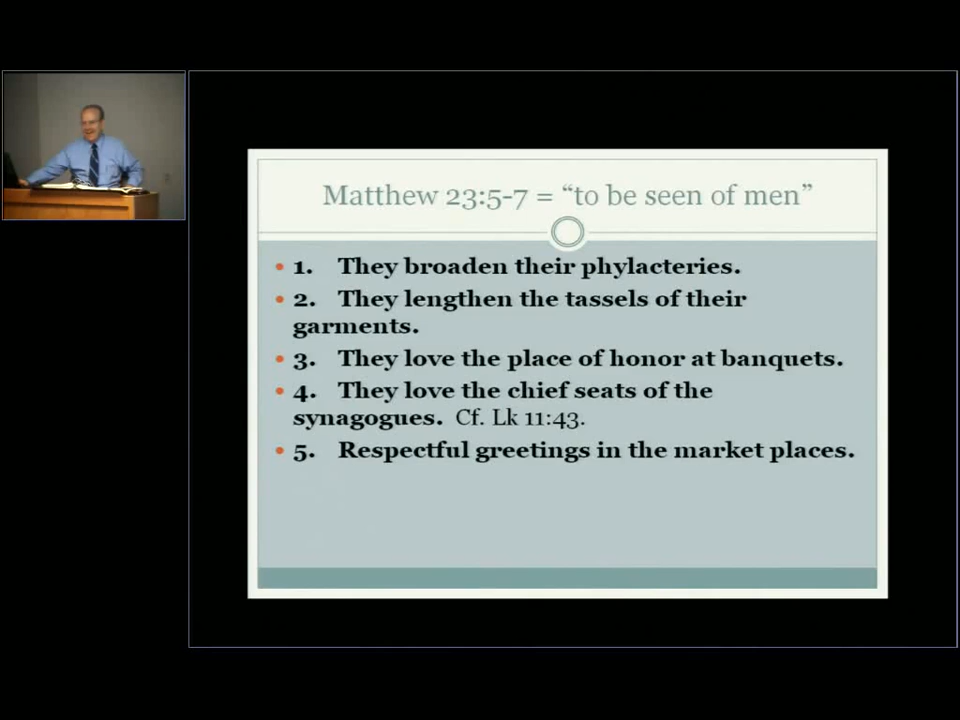 Matthew 23:5-7 = “to be seen of men”
• 1. They broaden their phylacteries.
• 2. They lengthen the tassels of their
garments.
• 3. They love the place of honor at banquets.
• 4. They love the chief seats of the
synagogues. Cf. Lk 11:43.
• 5. Respectful greetings in the market places.